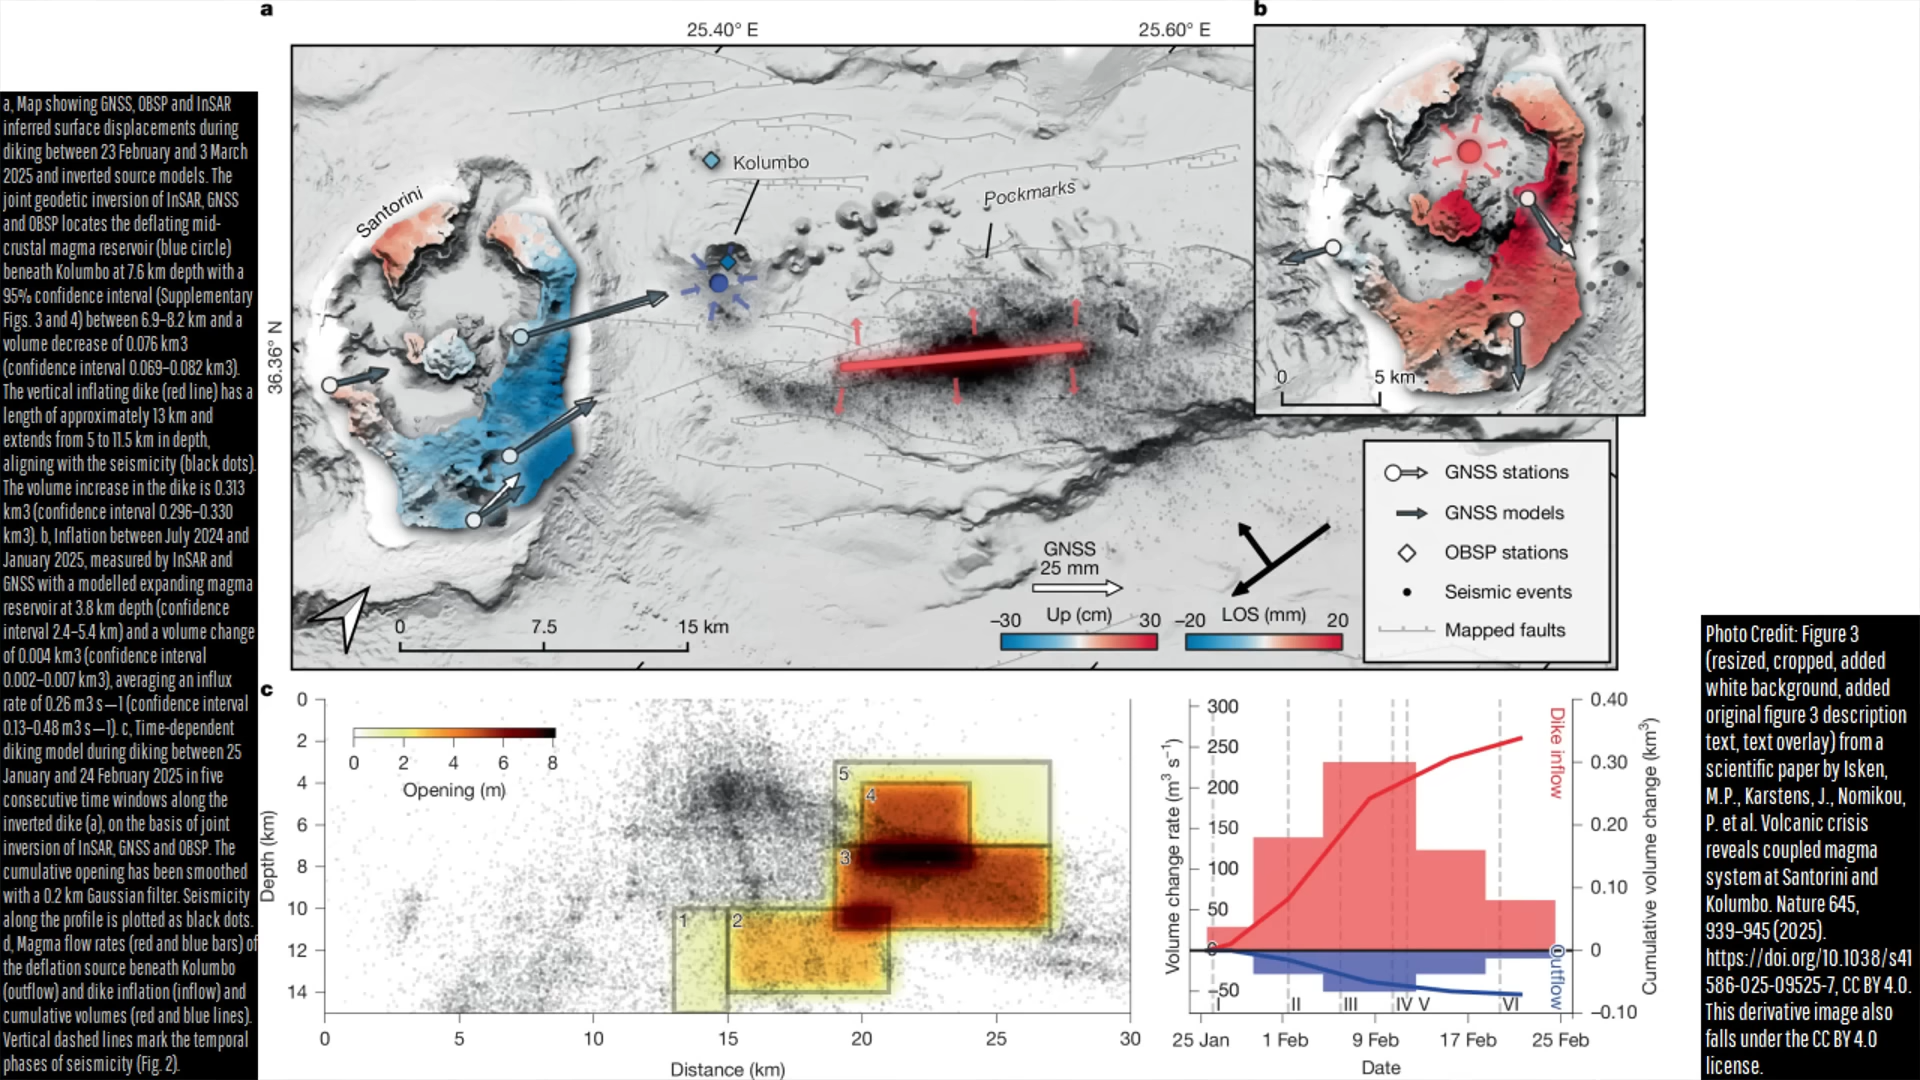 a, Map showing GNSS, OBSP and InSAR
inferred surface displacements during
diking between 23 February and 3 March
2025 and inverted source models. The
joint geodetic inversion of InSAR, GNSS
and OBSP locates the deflating mid-
crustal magma reservoir (blue circle)
beneath Kolumbo at 7.6 km depth with a
95% confidence interval (Supplementary
Figs. 3 and 4) between 6.9–8.2 km and a
volume decrease of 0.076 km3
(confidence interval 0.069–0.082 km3).
The vertical inflating dike (red line) has a
length of approximately 13 km and
extends from 5 to 11.5 km in depth,
aligning with the seismicity (black dots).
The volume increase in the dike is 0.313
km3 (confidence interval 0.296–0.330
km3). b, Inflation between July 2024 and
January 2025, measured by InSAR and
GNSS with a modelled expanding magma
reservoir at 3.8 km depth (confidence
interval 2.4–5.4 km) and a volume change
of 0.004 km3 (confidence interval
0.002–0.007 km3), averaging an influx
rate of 0.26 m3 s−1 (confidence interval
0.13–0.48 m3 s−1). c, Time-dependent
diking model during diking between 25
January and 24 February 2025 in five
consecutive time windows along the
inverted dike (a), on the basis of joint
inversion of InSAR, GNSS and OBSP. The
cumulative opening has been smoothed
with a 0.2 km Gaussian filter. Seismicity
along the profile is plotted as black dots.
d, Magma flow rates (red and blue bars) of
the deflation source beneath Kolumbo
(outflow) and dike inflation (inflow) and
cumulative volumes (red and blue lines).
Vertical dashed lines mark the temporal
phases of seismicity (Fig. 2).
a
25.40° E
25.60° E
36.36° N
Santorini
Kolumbo
Pockmarks
0 7.5 15 km
GNSS
25 mm
Up (cm)
−30 30
LOS (mm)
−20 20
b
0 5 km
GNSS stations
GNSS models
OBSP stations
Seismic events
Mapped faults
c
0
2
4
6
8
10
12
14
Depth (km)
0 2 4 6 8
Opening (m)
5
4
3
1
2
0 5 10 15 20 25 30
Distance (km)
Volume change rate (m³ s⁻¹)
300
250
200
150
100
50
0
−50
I II III IV V VI
Dike inflow
Outflow
0.40
0.30
0.20
0.10
0
−0.10
Cumulative volume change (km³)
25 Jan 1 Feb 9 Feb 17 Feb 25 Feb
Date
Photo Credit: Figure 3
(resized, cropped, added
white background, added
original figure 3 description
text, text overlay) from a
scientific paper by Isken,
M.P., Karstens, J., Nomikou,
P. et al. Volcanic crisis
reveals coupled magma
system at Santorini and
Kolumbo. Nature 645,
939–945 (2025).
https://doi.org/10.1038/s41
586-025-09525-7, CC BY 4.0.
This derivative image also
falls under the CC BY 4.0
license.